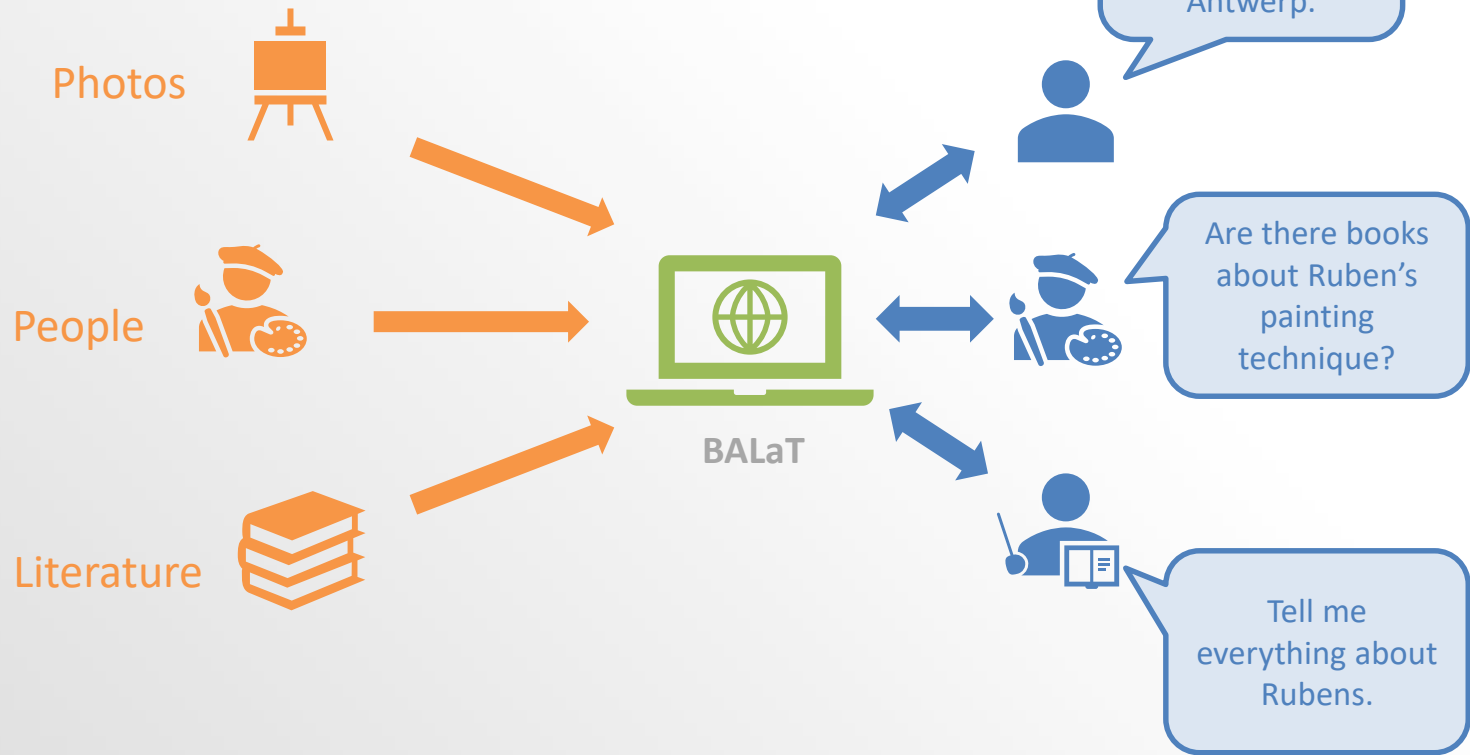 Antwerp.
Photos
Are there books
about Ruben's
painting
technique?
People
BALaT
Literature
Tell me
everything about
Rubens.